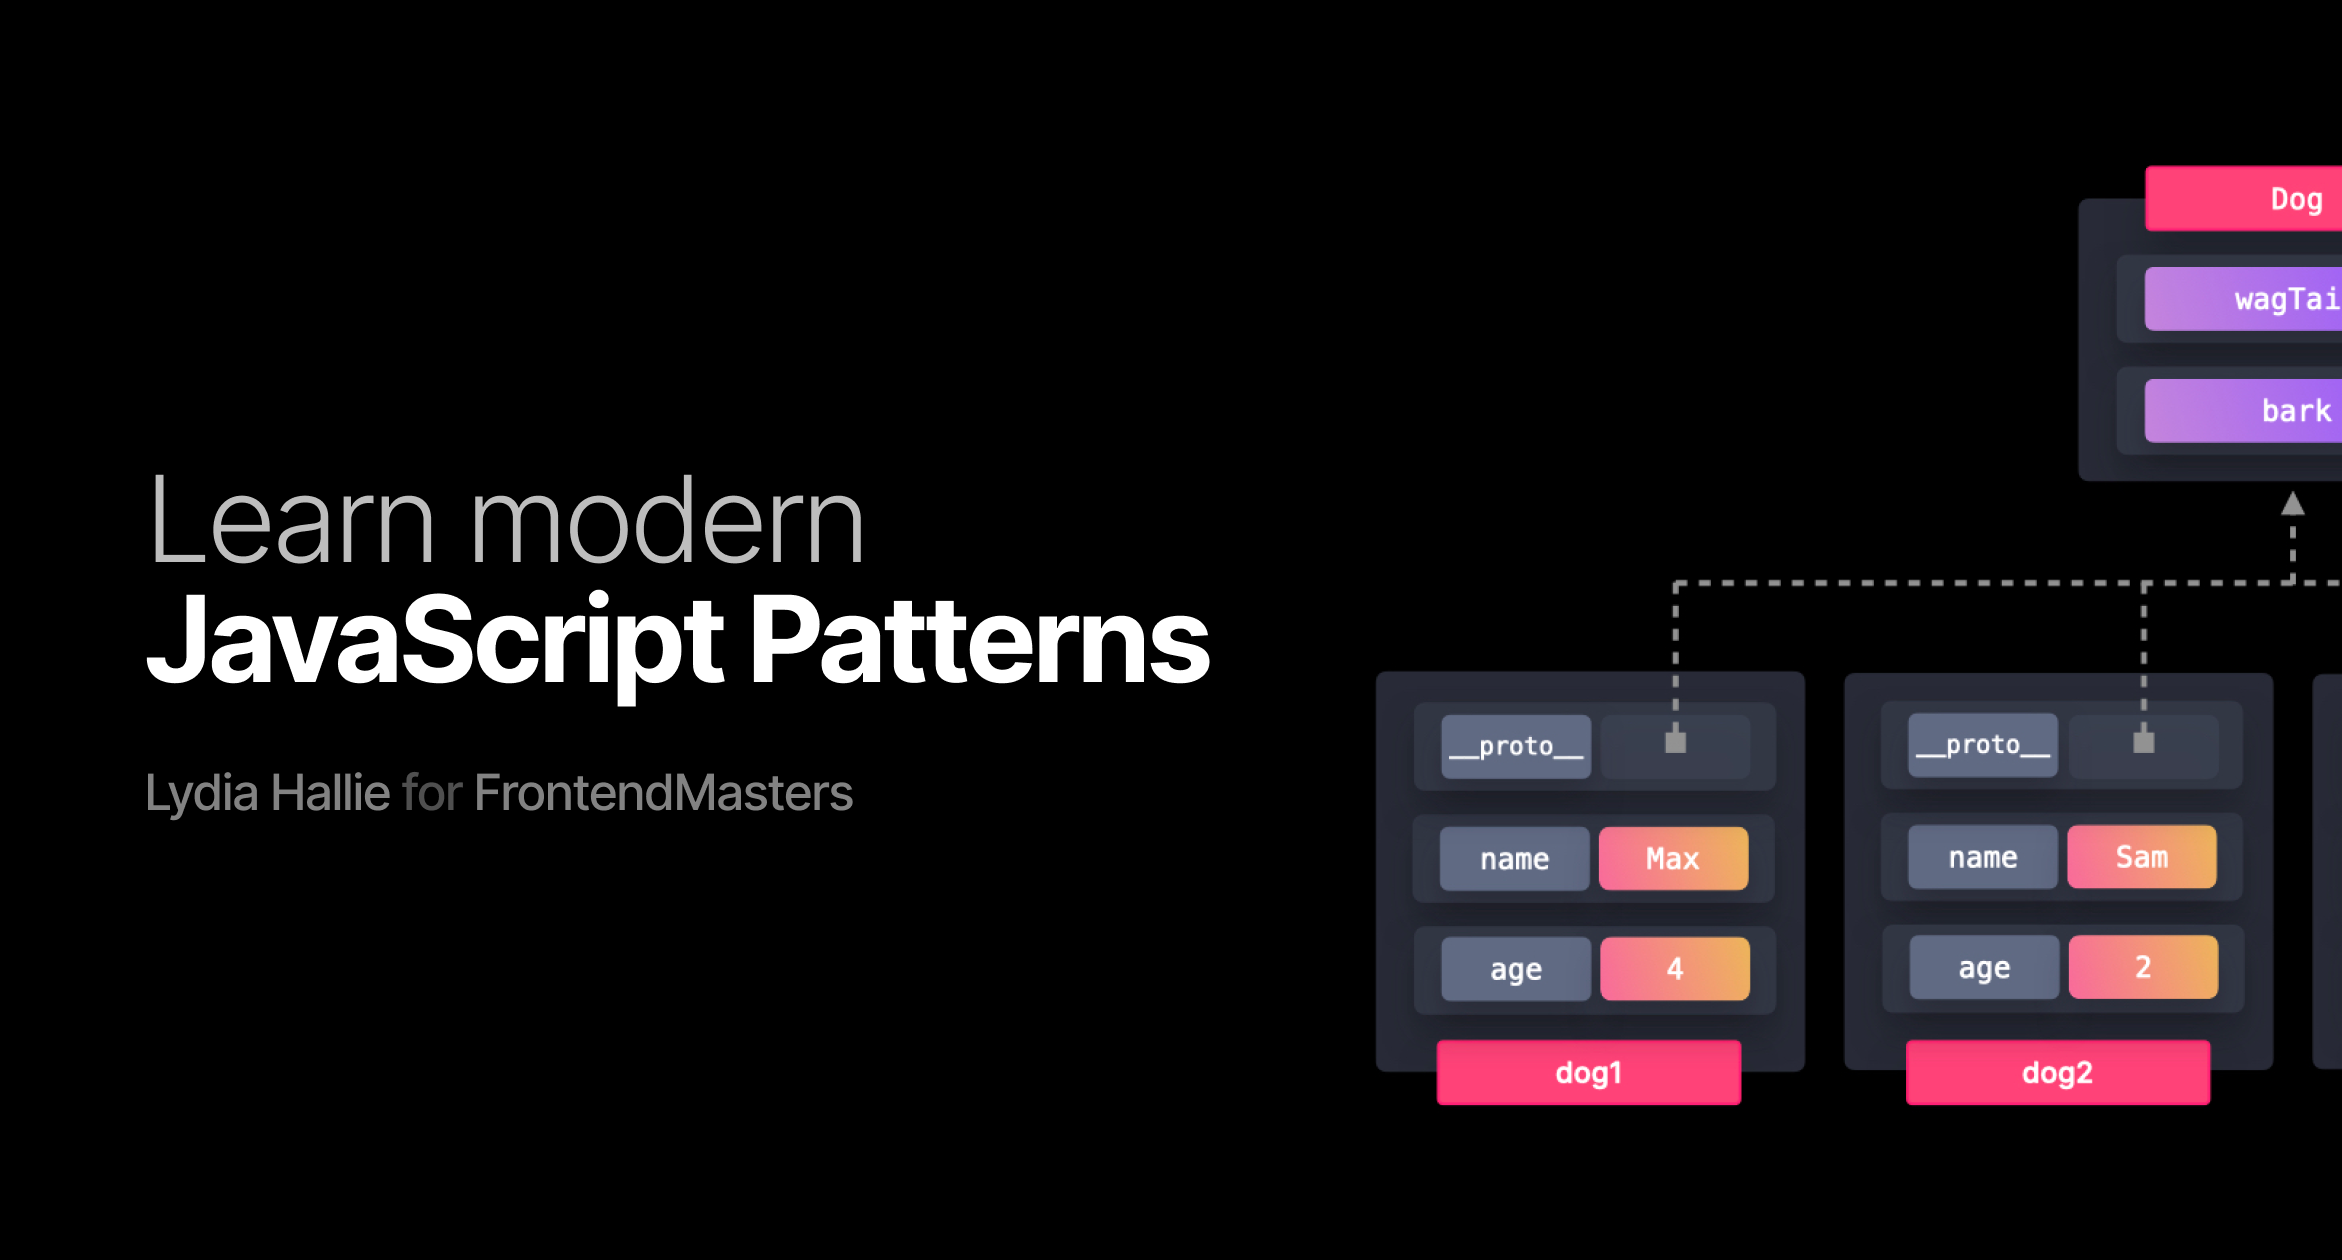 Learn modern
JavaScript Patterns
Lydia Hallie for FrontendMasters
Dog
wagTai
bark
__proto__
name Max
age 4
dog1
__proto__
name Sam
age 2
dog2